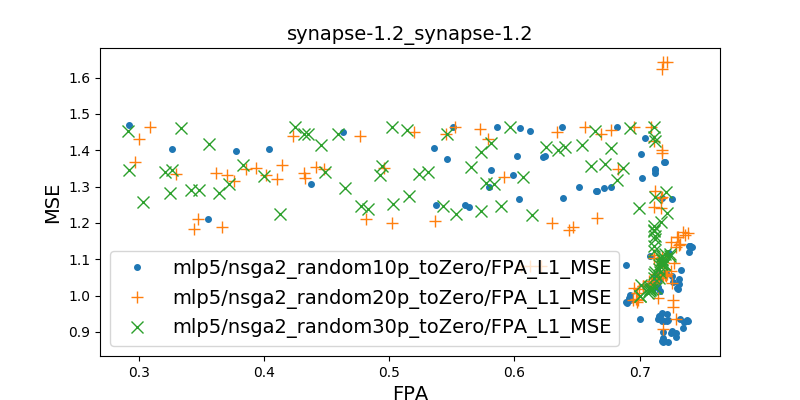 synapse-1.2_synapse-1.2
1.6
1.5
1.4
1.3
1.2
1.1
1.0
0.9
MSE
mlp5/nsga2_random10p_toZero/FPA_L1_MSE
mlp5/nsga2_random20p_toZero/FPA_L1_MSE
mlp5/nsga2_random30p_toZero/FPA_L1_MSE
0.3 0.4 0.5 0.6 0.7
FPA